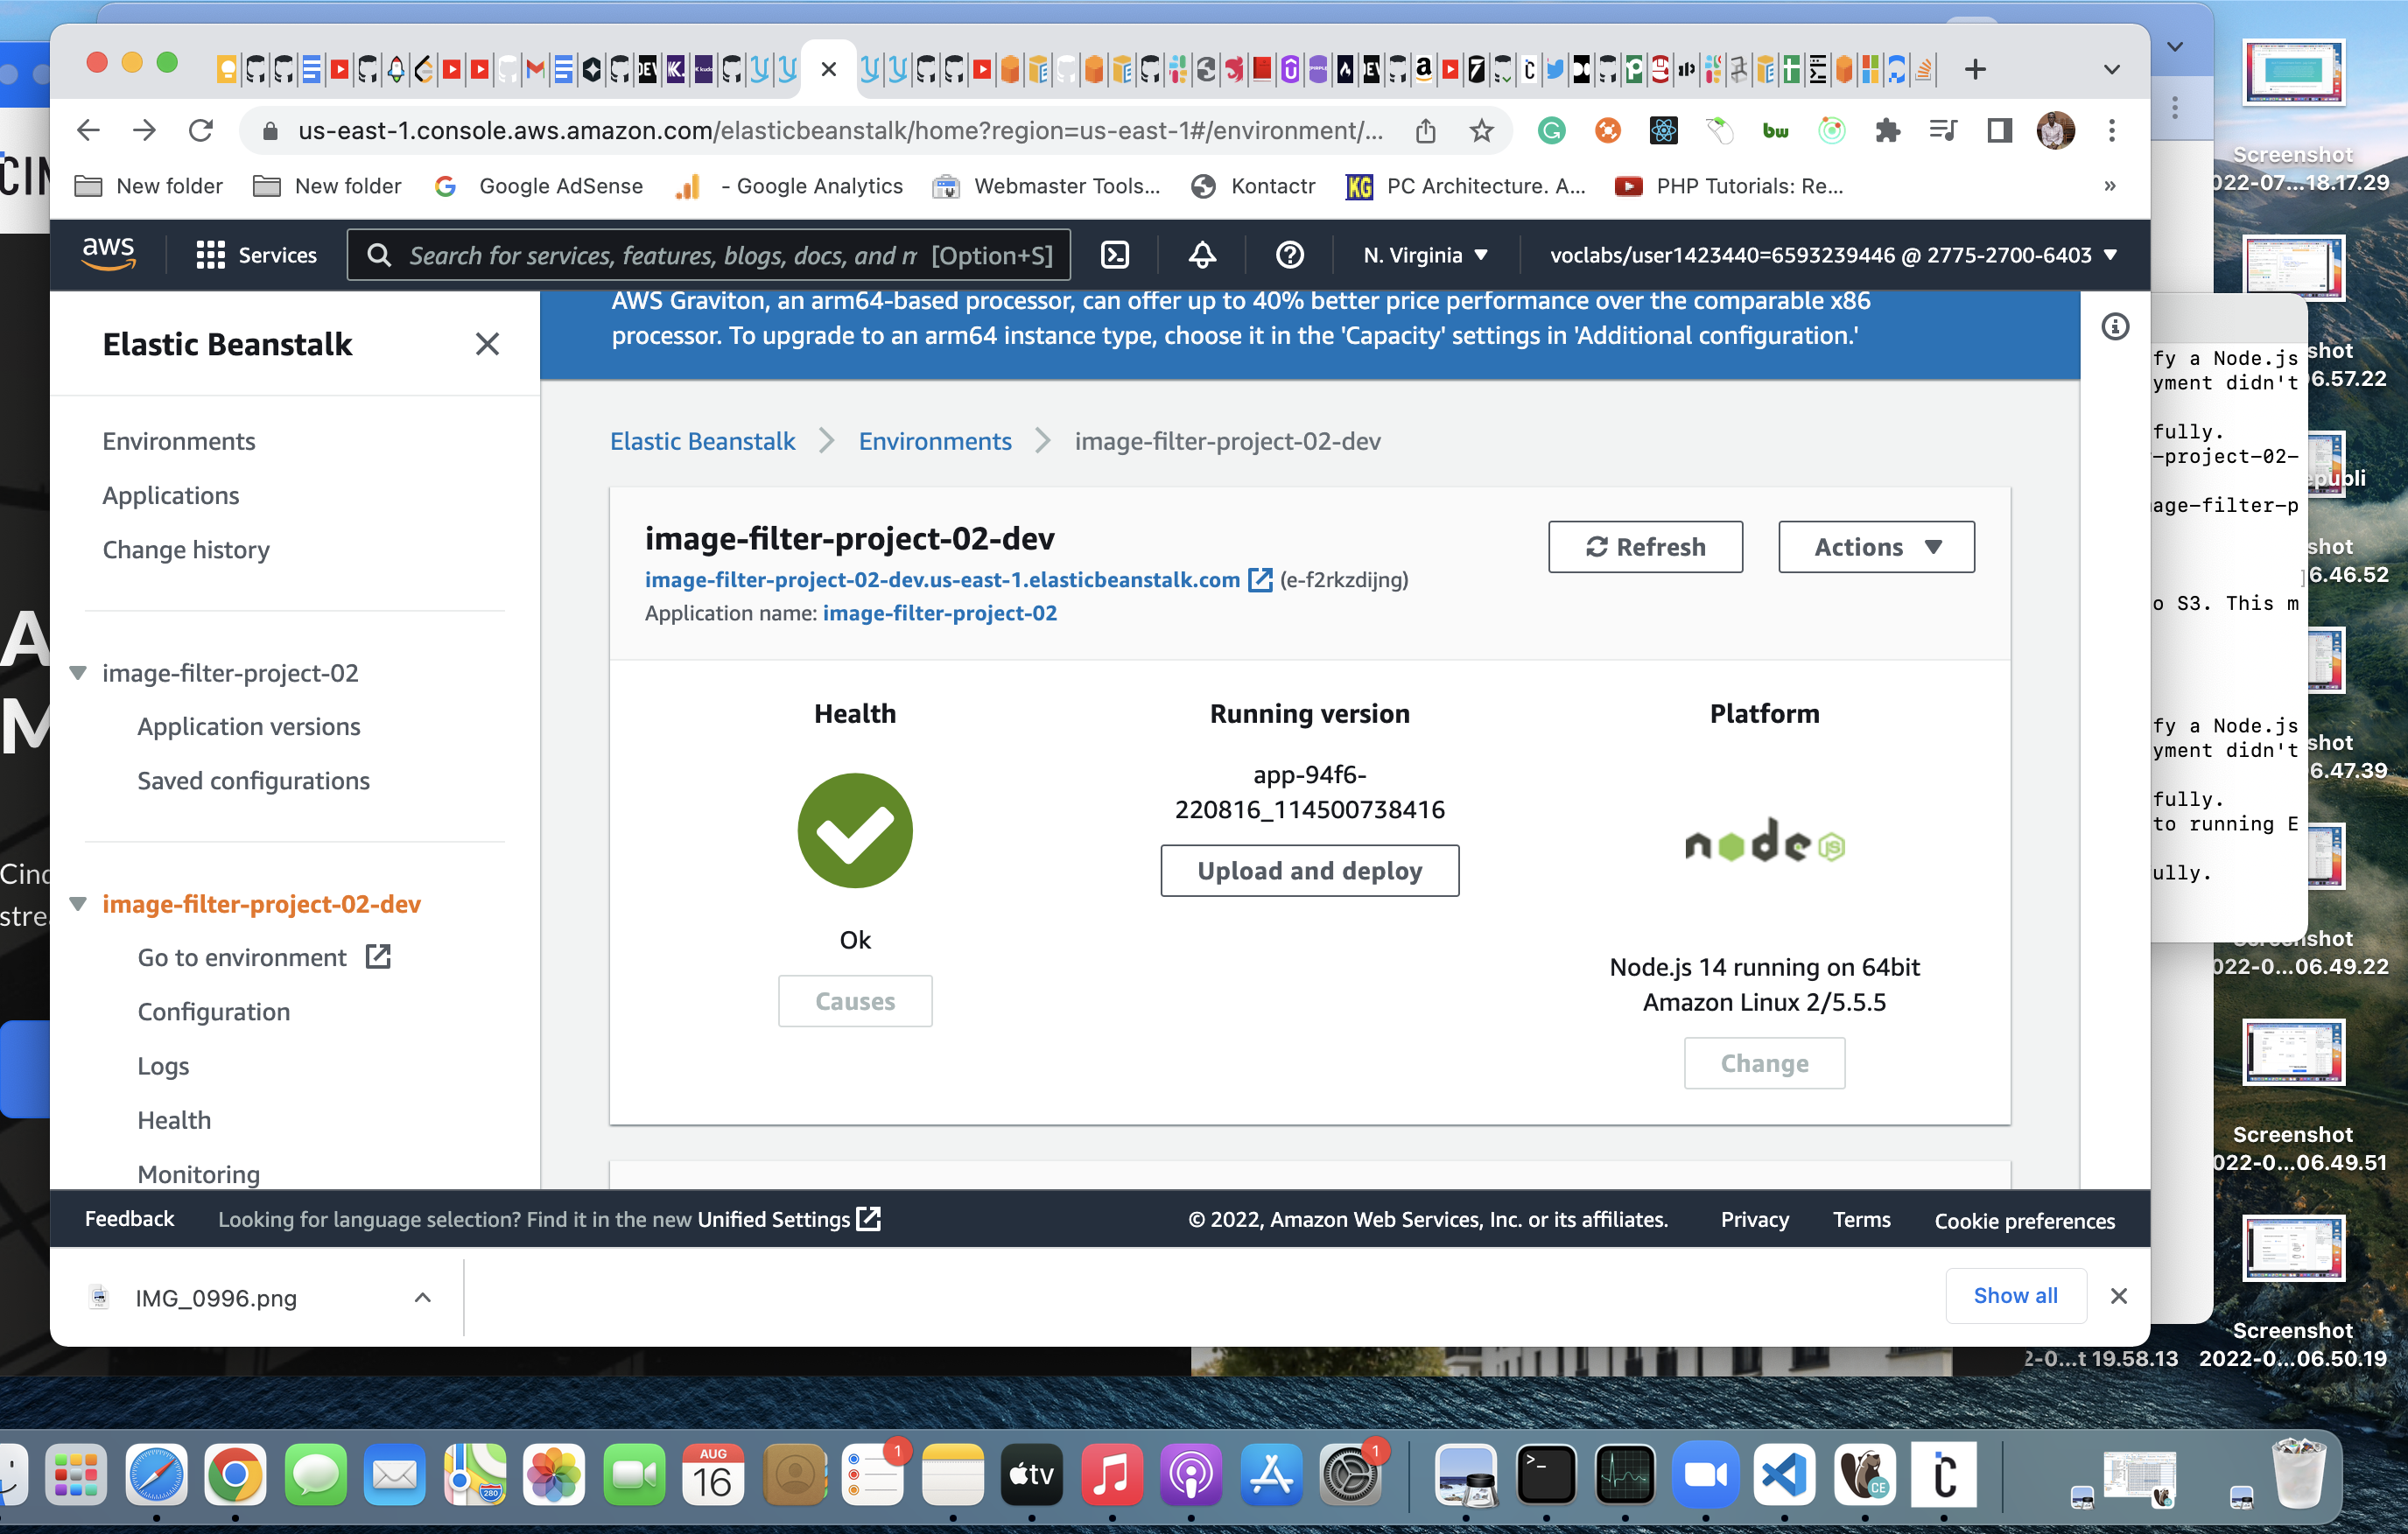 us-east-1.console.aws.amazon.com/elasticbeanstalk/home?region=us-east-1#/environment/...
New folder
New folder
Google AdSense
- Google Analytics
Webmaster Tools...
Kontactr
KG
PC Architecture. A...
PHP Tutorials: Re...
»
bw
aws
Services
Search for services, features, blogs, docs, and m
[Option+S]
N. Virginia
voclabs/user1423440=6593239446 @ 2775-2700-6403
Elastic Beanstalk
Environments
Applications
Change history
image-filter-project-02
Application versions
Saved configurations
image-filter-project-02-dev
Go to environment
Configuration
Logs
Health
Monitoring
AWS Graviton, an arm64-based processor, can offer up to 40% better price performance over the comparable x86
processor. To upgrade to an arm64 instance type, choose it in the 'Capacity' settings in 'Additional configuration.'
Elastic Beanstalk
Environments
image-filter-project-02-dev
image-filter-project-02-dev
image-filter-project-02-dev.us-east-1.elasticbeanstalk.com (e-f2rkzdijng)
Application name: image-filter-project-02
Refresh
Actions
Health
Ok
Causes
Running version
app-94f6-
220816_114500738416
Upload and deploy
Platform
node JS
Node.js 14 running on 64bit
Amazon Linux 2/5.5.5
Change
Feedback
Looking for language selection? Find it in the new Unified Settings
© 2022, Amazon Web Services, Inc. or its affiliates.
Privacy
Terms
Cookie preferences
IMG_0996.png
Show all
CIN
A
M
Cinc
stre
fy a Node.js
yment didn't
fully.
-project-02-
age-filter-p
o S3. This m
fy a Node.js
yment didn't
fully.
to running E
ully.
Screenshot
022-07...18.17.29
shot
6.57.22
epubli
shot
6.46.52
shot
6.47.39
022-0...06.49.22
Screenshot
022-0...06.49.51
Screenshot
2022-0...06.50.19
2-0...t 19.58.13
AUG
16
1
tv
1
280
CE